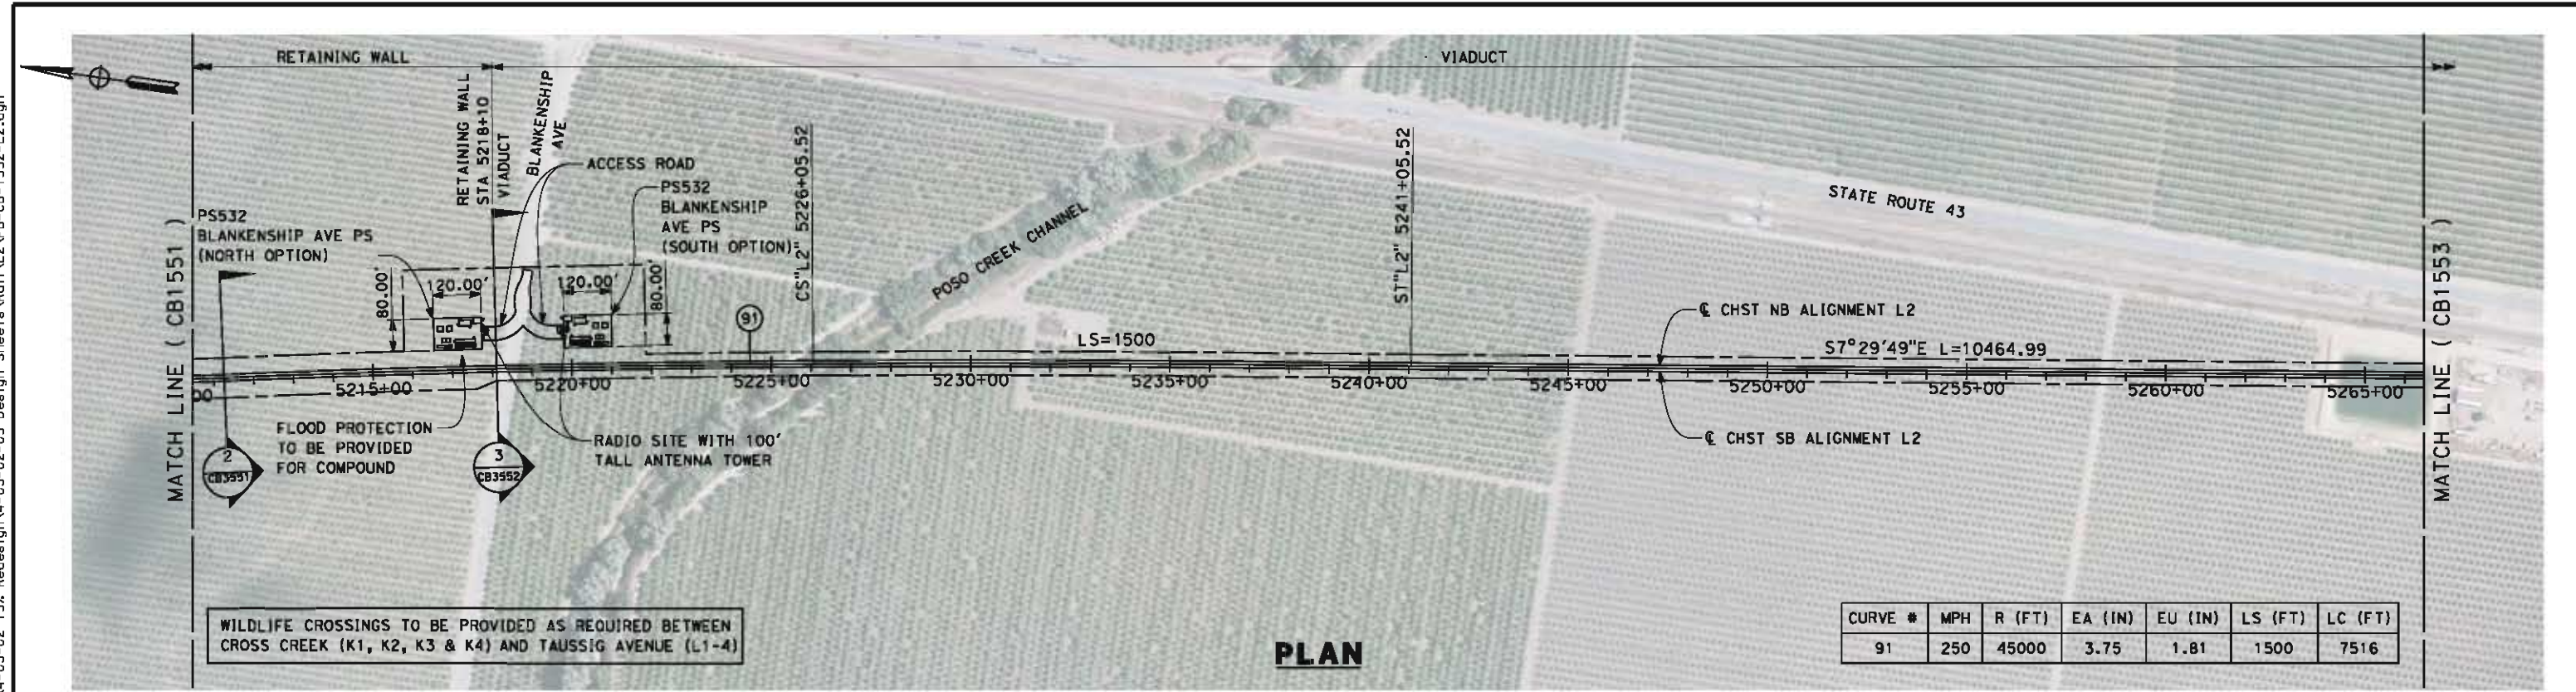 RETAINING WALL
VIADUCT
RETAINING WALL
STA 5218+10
VIADUCT
BLANKENSHIP
AVE
ACCESS ROAD
PS532
BLANKENSHIP
AVE PS
(SOUTH OPTION)
PS532
BLANKENSHIP AVE PS
(NORTH OPTION)
80.00'
120.00'
120.00'
80.00'
CS"L2" 5226+05.52
ST"L2" 5241+05.52
POSO CREEK CHANNEL
STATE ROUTE 43
MATCH LINE ( CB1551 )
MATCH LINE ( CB1553 )
91
LS=1500
℄ CHST NB ALIGNMENT L2
S7°29'49"E L=10464.99
00
5215+00
5220+00
5225+00
5230+00
5235+00
5240+00
5245+00
5250+00
5255+00
5260+00
5265+00
℄ CHST SB ALIGNMENT L2
FLOOD PROTECTION
TO BE PROVIDED
FOR COMPOUND
RADIO SITE WITH 100'
TALL ANTENNA TOWER
2
CB3551
3
CB3552
WILDLIFE CROSSINGS TO BE PROVIDED AS REQUIRED BETWEEN
CROSS CREEK (K1, K2, K3 & K4) AND TAUSSIG AVENUE (L1-4)
PLAN
CURVE # MPH R (FT) EA (IN) EU (IN) LS (FT) LC (FT)
91 250 45000 3.75 1.81 1500 7516